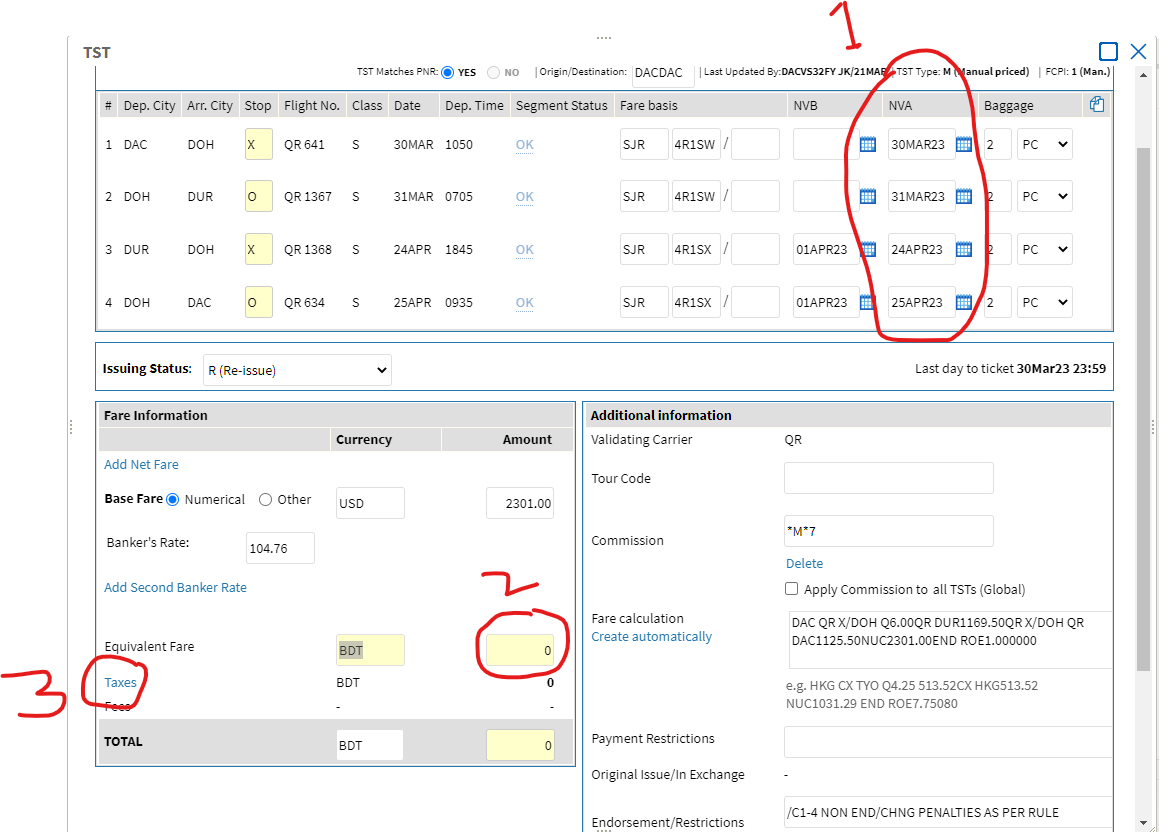 1
TST
TST Matches PNR: YES NO | Origin/Destination: DACDAC | Last Updated By:DACVS32FY JK/21MAR | TST Type: M (Manual priced) | FCPI: 1 (Man.)
# Dep. City Arr. City Stop Flight No. Class Date Dep. Time Segment Status Fare basis NVB NVA Baggage
1 DAC DOH X QR 641 S 30MAR 1050 OK SJR 4R1SW / 30MAR23 2 PC
2 DOH DUR O QR 1367 S 31MAR 0705 OK SJR 4R1SW / 31MAR23 2 PC
3 DUR DOH X QR 1368 S 24APR 1845 OK SJR 4R1SX / 01APR23 24APR23 2 PC
4 DOH DAC O QR 634 S 25APR 0935 OK SJR 4R1SX / 01APR23 25APR23 2 PC
Issuing Status: R (Re-issue) Last day to ticket 30Mar23 23:59
Fare Information
Currency Amount
Add Net Fare
Base Fare Numerical Other USD 2301.00
Banker's Rate: 104.76
Add Second Banker Rate
2
Equivalent Fare BDT 0
3
Taxes BDT 0
Fees - -
TOTAL BDT 0
Additional information
Validating Carrier QR
Tour Code
Commission *M*7
Delete
Apply Commission to all TSTs (Global)
Fare calculation
Create automatically
DAC QR X/DOH Q6.00QR DUR1169.50QR X/DOH QR
DAC1125.50NUC2301.00END ROE1.000000
e.g. HKG CX TYO Q4.25 513.52CX HKG513.52
NUC1031.29 END ROE7.75080
Payment Restrictions
Original Issue/In Exchange -
Endorsement/Restrictions /C1-4 NON END/CHNG PENALTIES AS PER RULE